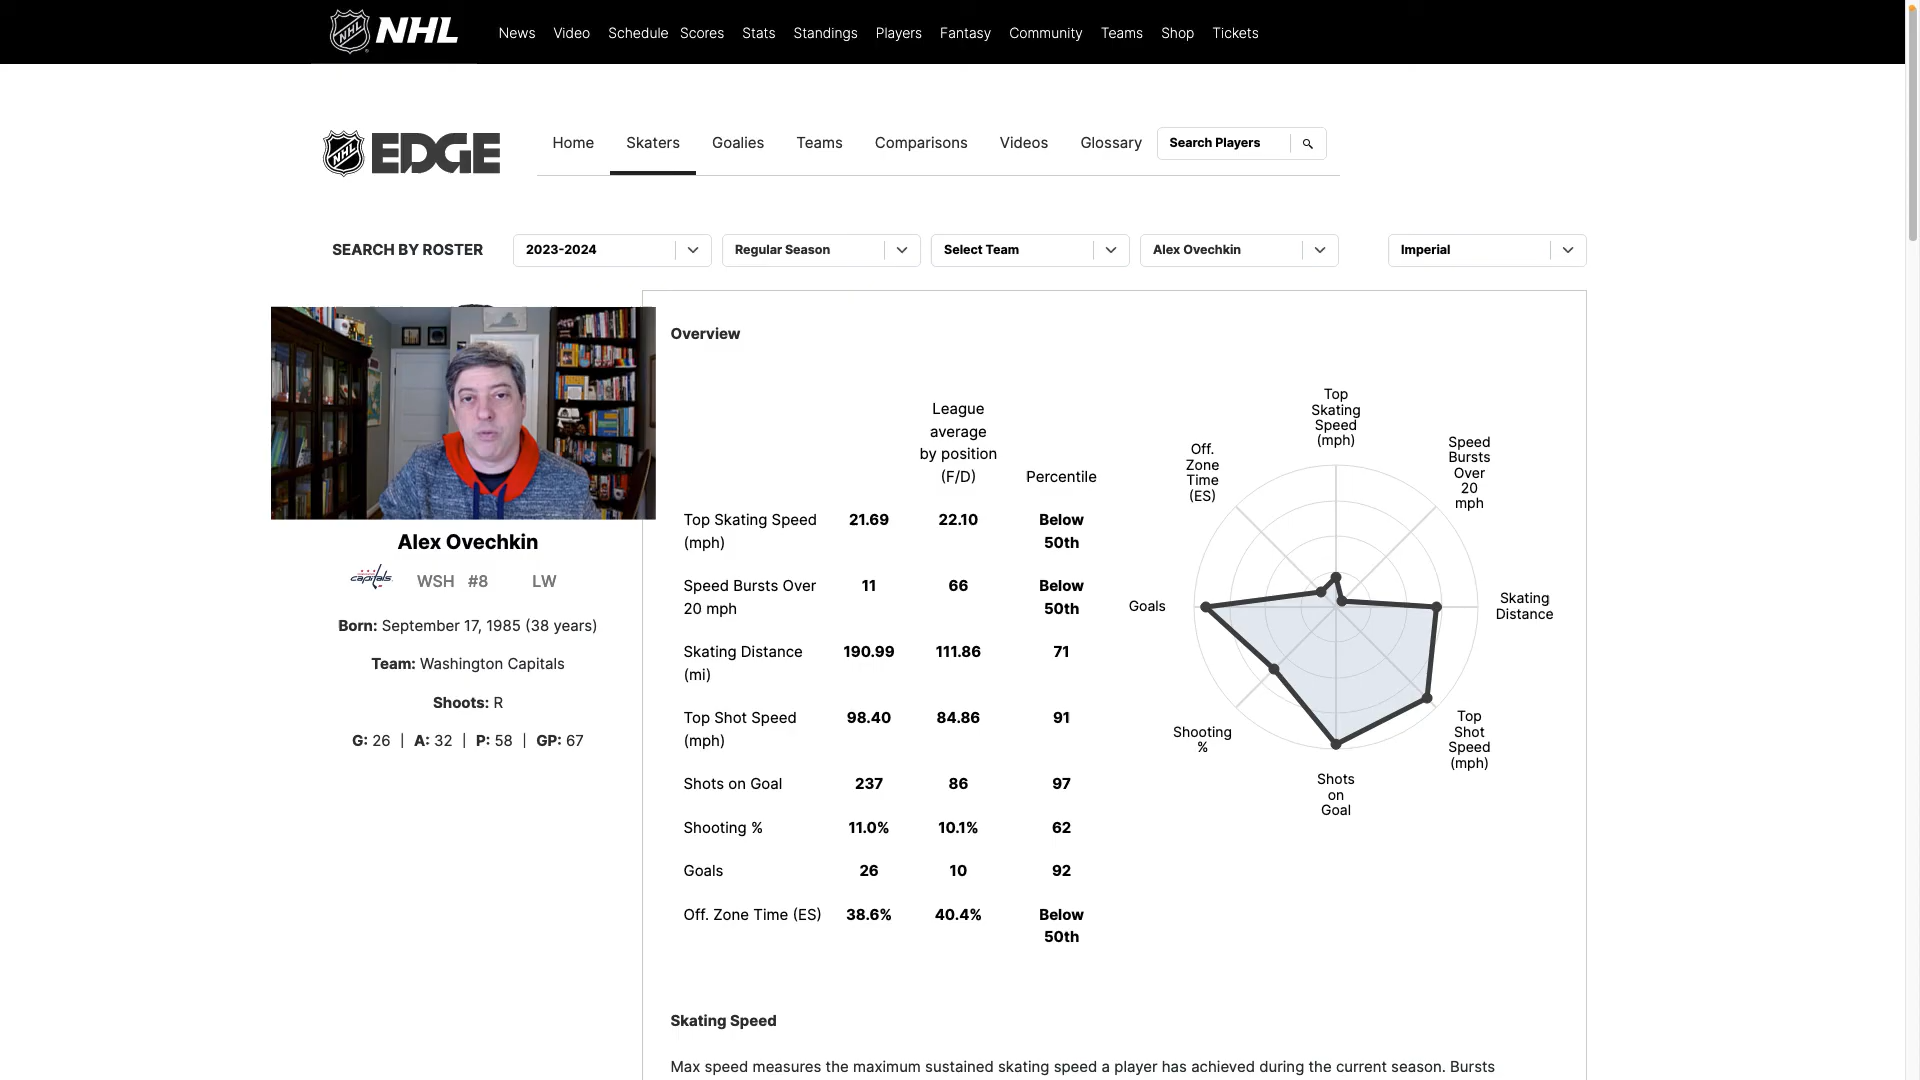 NHL NHL News Video Schedule Scores Stats Standings Players Fantasy Community Teams Shop Tickets
NHL EDGE Home Skaters Goalies Teams Comparisons Videos Glossary Search Players
SEARCH BY ROSTER 2023-2024 Regular Season Select Team Alex Ovechkin Imperial
Alex Ovechkin
capitals WSH #8 LW
Born: September 17, 1985 (38 years)
Team: Washington Capitals
Shoots: R
G: 26 | A: 32 | P: 58 | GP: 67
Overview
League
average
by position
(F/D) Percentile
Top Skating Speed 21.69 22.10 Below
(mph) 50th
Speed Bursts Over 11 66 Below
20 mph 50th
Skating Distance 190.99 111.86 71
(mi)
Top Shot Speed 98.40 84.86 91
(mph)
Shots on Goal 237 86 97
Shooting % 11.0% 10.1% 62
Goals 26 10 92
Off. Zone Time (ES) 38.6% 40.4% Below
50th
Top
Skating
Speed
(mph)
Speed
Bursts
Over
20
mph
Skating
Distance
Top
Shot
Speed
(mph)
Shots
on
Goal
Shooting
%
Goals
Off.
Zone
Time
(ES)
Skating Speed
Max speed measures the maximum sustained skating speed a player has achieved during the current season. Bursts